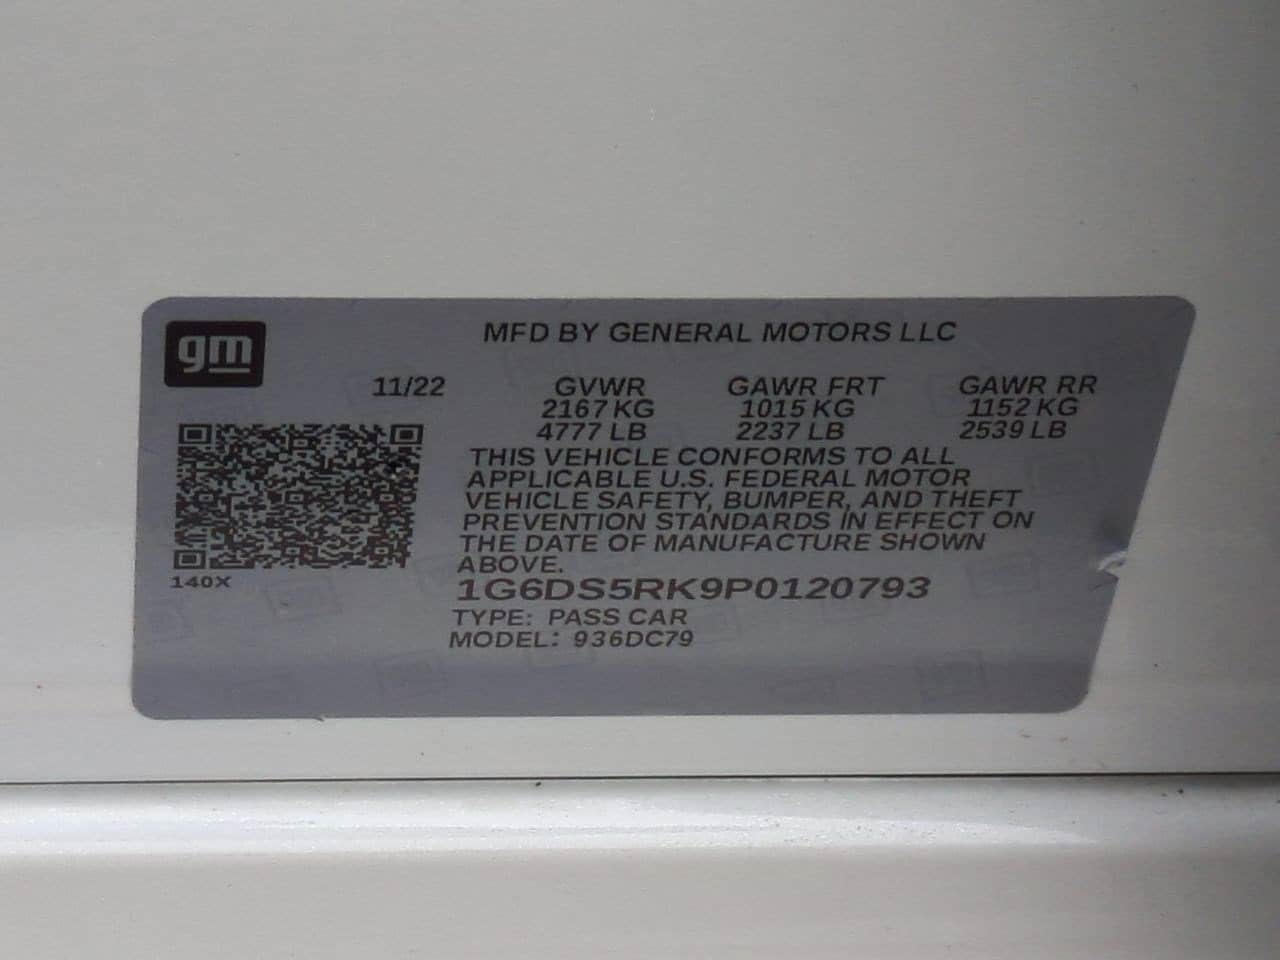 gm
MFD BY GENERAL MOTORS LLC
11/22 GVWR GAWR FRT GAWR RR
2167 KG 1015 KG 1152 KG
4777 LB 2237 LB 2539 LB
THIS VEHICLE CONFORMS TO ALL
APPLICABLE U.S. FEDERAL MOTOR
VEHICLE SAFETY, BUMPER, AND THEFT
PREVENTION STANDARDS IN EFFECT ON
THE DATE OF MANUFACTURE SHOWN
ABOVE.
140X
1G6DS5RK9P0120793
TYPE: PASS CAR
MODEL: 936DC79